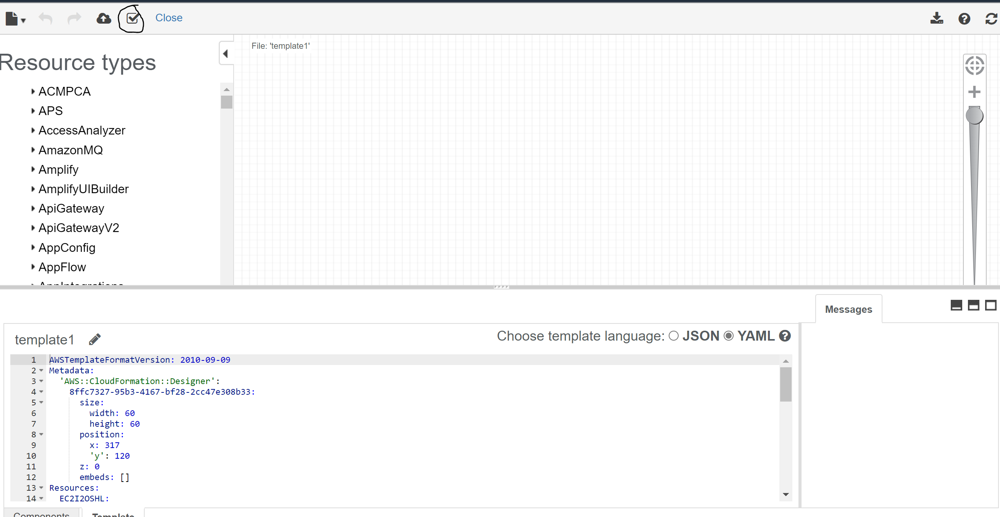 Close
File: 'template1'
Resource types
ACMPCA
APS
AccessAnalyzer
AmazonMQ
Amplify
AmplifyUIBuilder
ApiGateway
ApiGatewayV2
AppConfig
AppFlow
AppIntegrations
Messages
template1
Choose template language: JSON YAML
1 AWSTemplateFormatVersion: 2010-09-09
2 Metadata:
3 'AWS::CloudFormation::Designer':
4 8ffc7327-95b3-4167-bf28-2cc47e308b33:
5 size:
6 width: 60
7 height: 60
8 position:
9 x: 317
10 'y': 120
11 z: 0
12 embeds: []
13 Resources:
14 EC2I2OSHL:
Components Template